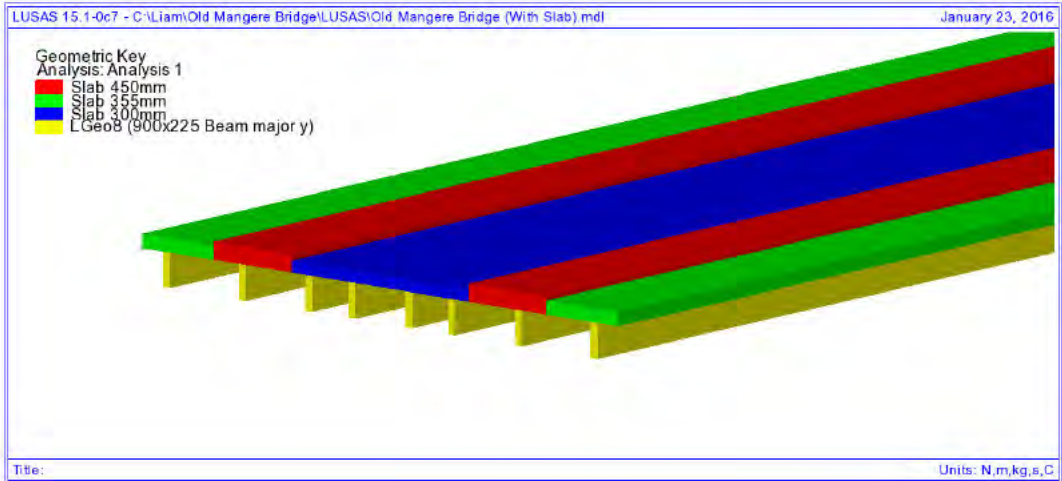 LUSAS 15.1-0c7 - C:\Liam\Old Mangere Bridge\LUSAS\Old Mangere Bridge (With Slab).mdl January 23, 2016
Geometric Key
Analysis: Analysis 1
Slab 450mm
Slab 355mm
Slab 300mm
LGeo8 (900x225 Beam major y)
Title: Units: N,m,kg,s,C